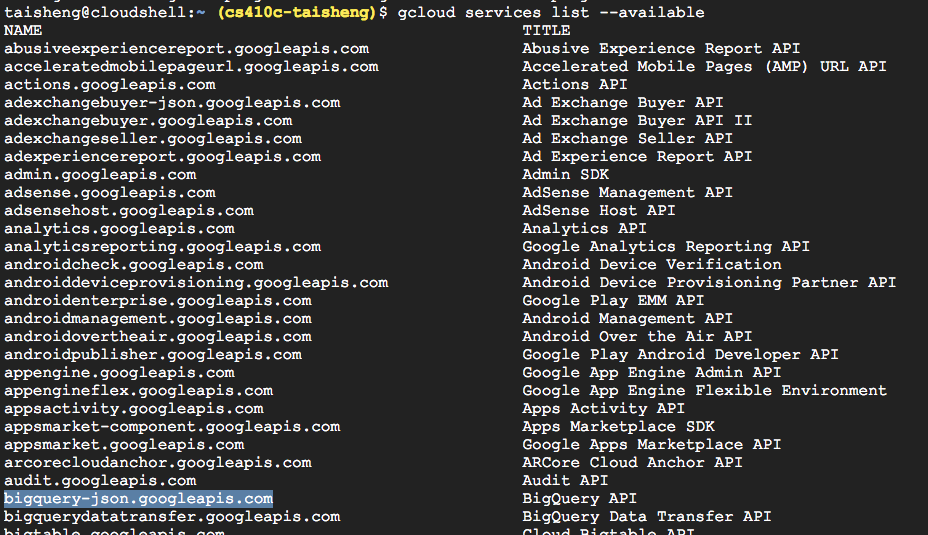 taisheng@cloudshell:~ (cs410c-taisheng)$ gcloud services list --available
NAME TITLE
abusiveexperiencereport.googleapis.com Abusive Experience Report API
acceleratedmobilepageurl.googleapis.com Accelerated Mobile Pages (AMP) URL API
actions.googleapis.com Actions API
adexchangebuyer-json.googleapis.com Ad Exchange Buyer API
adexchangebuyer.googleapis.com Ad Exchange Buyer API II
adexchangeseller.googleapis.com Ad Exchange Seller API
adexperiencereport.googleapis.com Ad Experience Report API
admin.googleapis.com Admin SDK
adsense.googleapis.com AdSense Management API
adsensehost.googleapis.com AdSense Host API
analytics.googleapis.com Analytics API
analyticsreporting.googleapis.com Google Analytics Reporting API
androidcheck.googleapis.com Android Device Verification
androiddeviceprovisioning.googleapis.com Android Device Provisioning Partner API
androidenterprise.googleapis.com Google Play EMM API
androidmanagement.googleapis.com Android Management API
androidovertheair.googleapis.com Android Over the Air API
androidpublisher.googleapis.com Google Play Android Developer API
appengine.googleapis.com Google App Engine Admin API
appengineflex.googleapis.com Google App Engine Flexible Environment
appsactivity.googleapis.com Apps Activity API
appsmarket-component.googleapis.com Apps Marketplace SDK
appsmarket.googleapis.com Google Apps Marketplace API
arcorecloudanchor.googleapis.com ARCore Cloud Anchor API
audit.googleapis.com Audit API
bigquery-json.googleapis.com BigQuery API
bigquerydatatransfer.googleapis.com BigQuery Data Transfer API
bigtable.googleapis.com Cloud Bigtable API